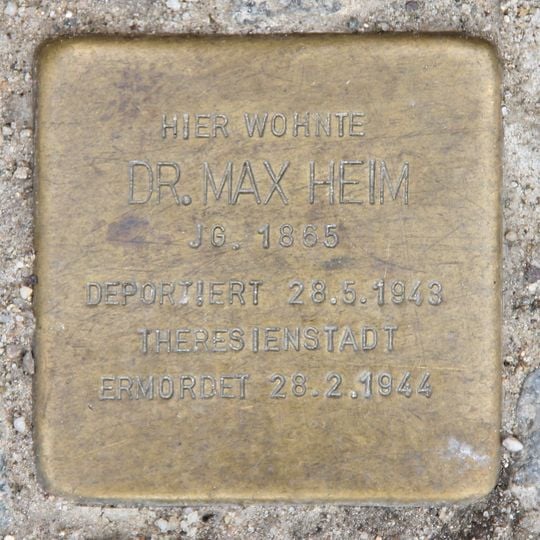 HIER WOHNTE
DR. MAX HEIM
JG. 1865
DEPORTIERT 28.5.1943
THERESIENSTADT
ERMORDET 28.2.1944